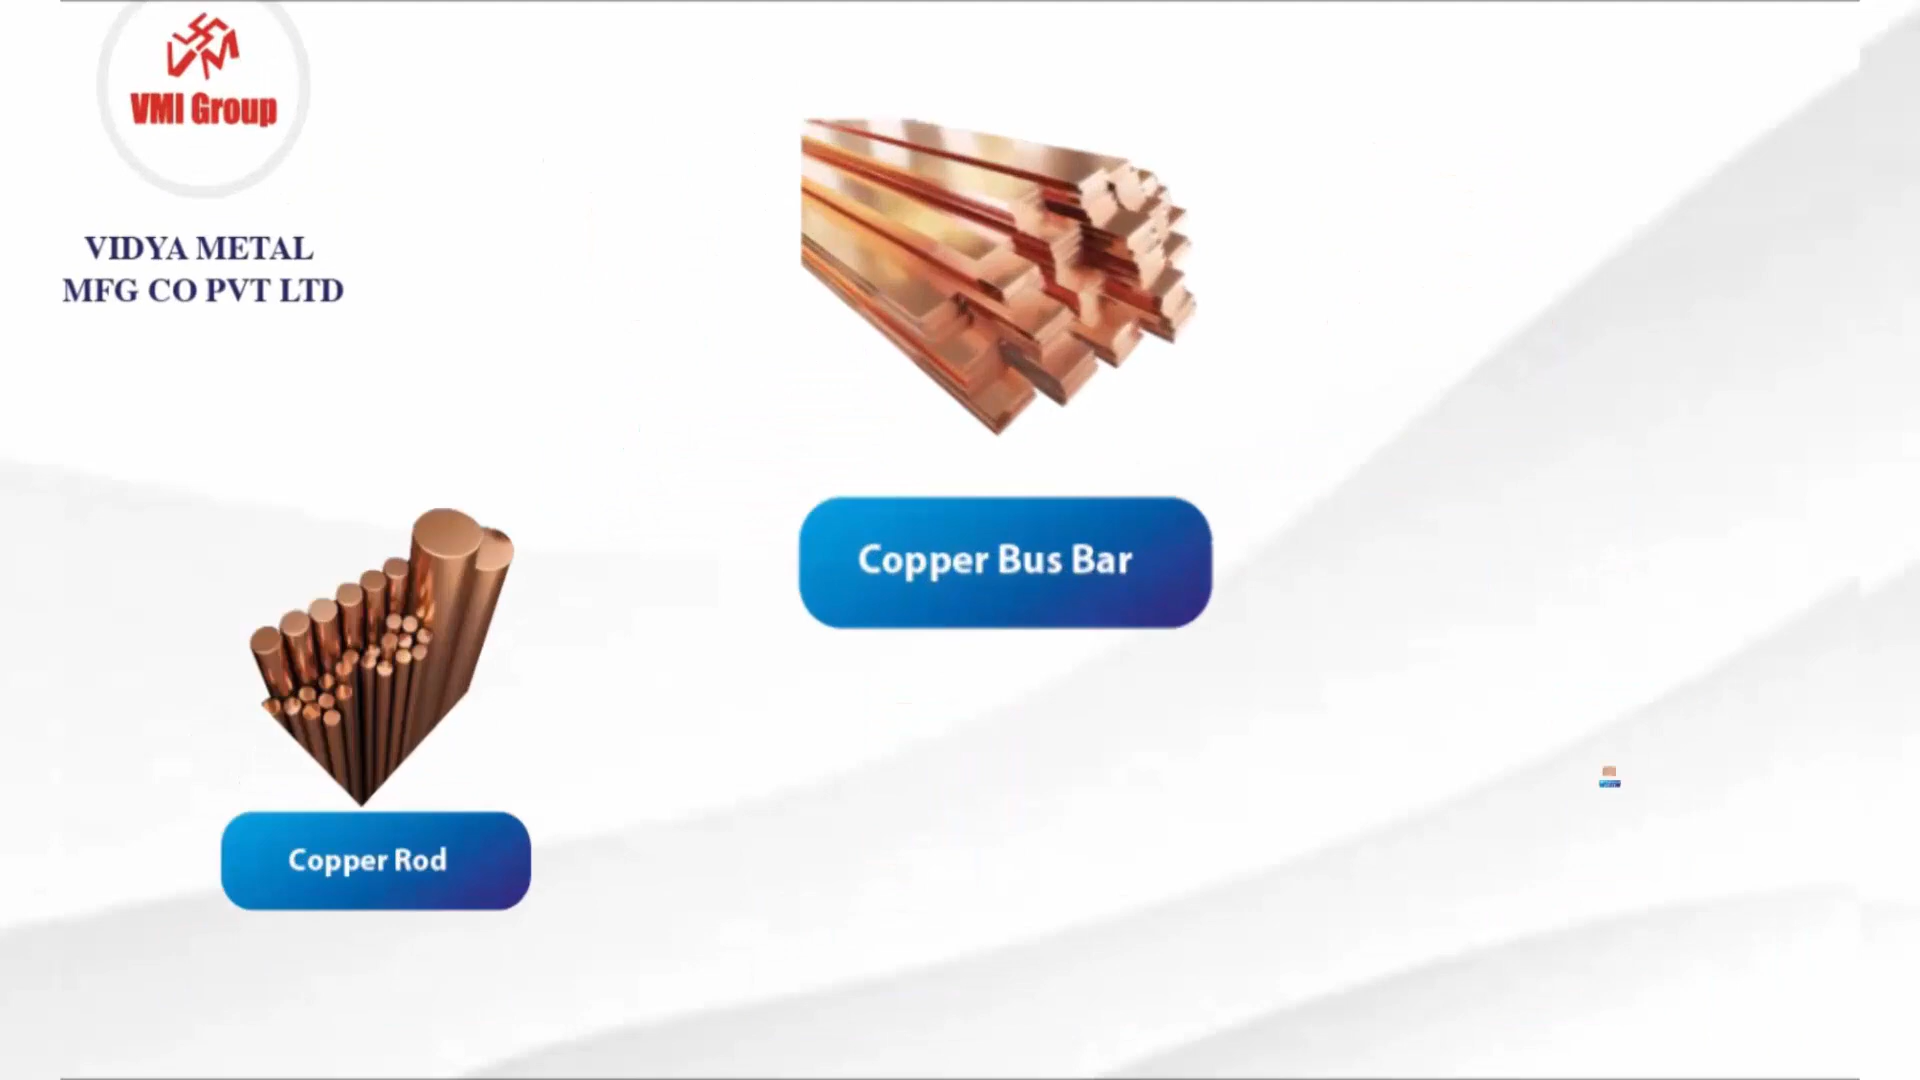 VMI Group
VIDYA METAL
MFG CO PVT LTD
Copper Bus Bar
Copper Rod